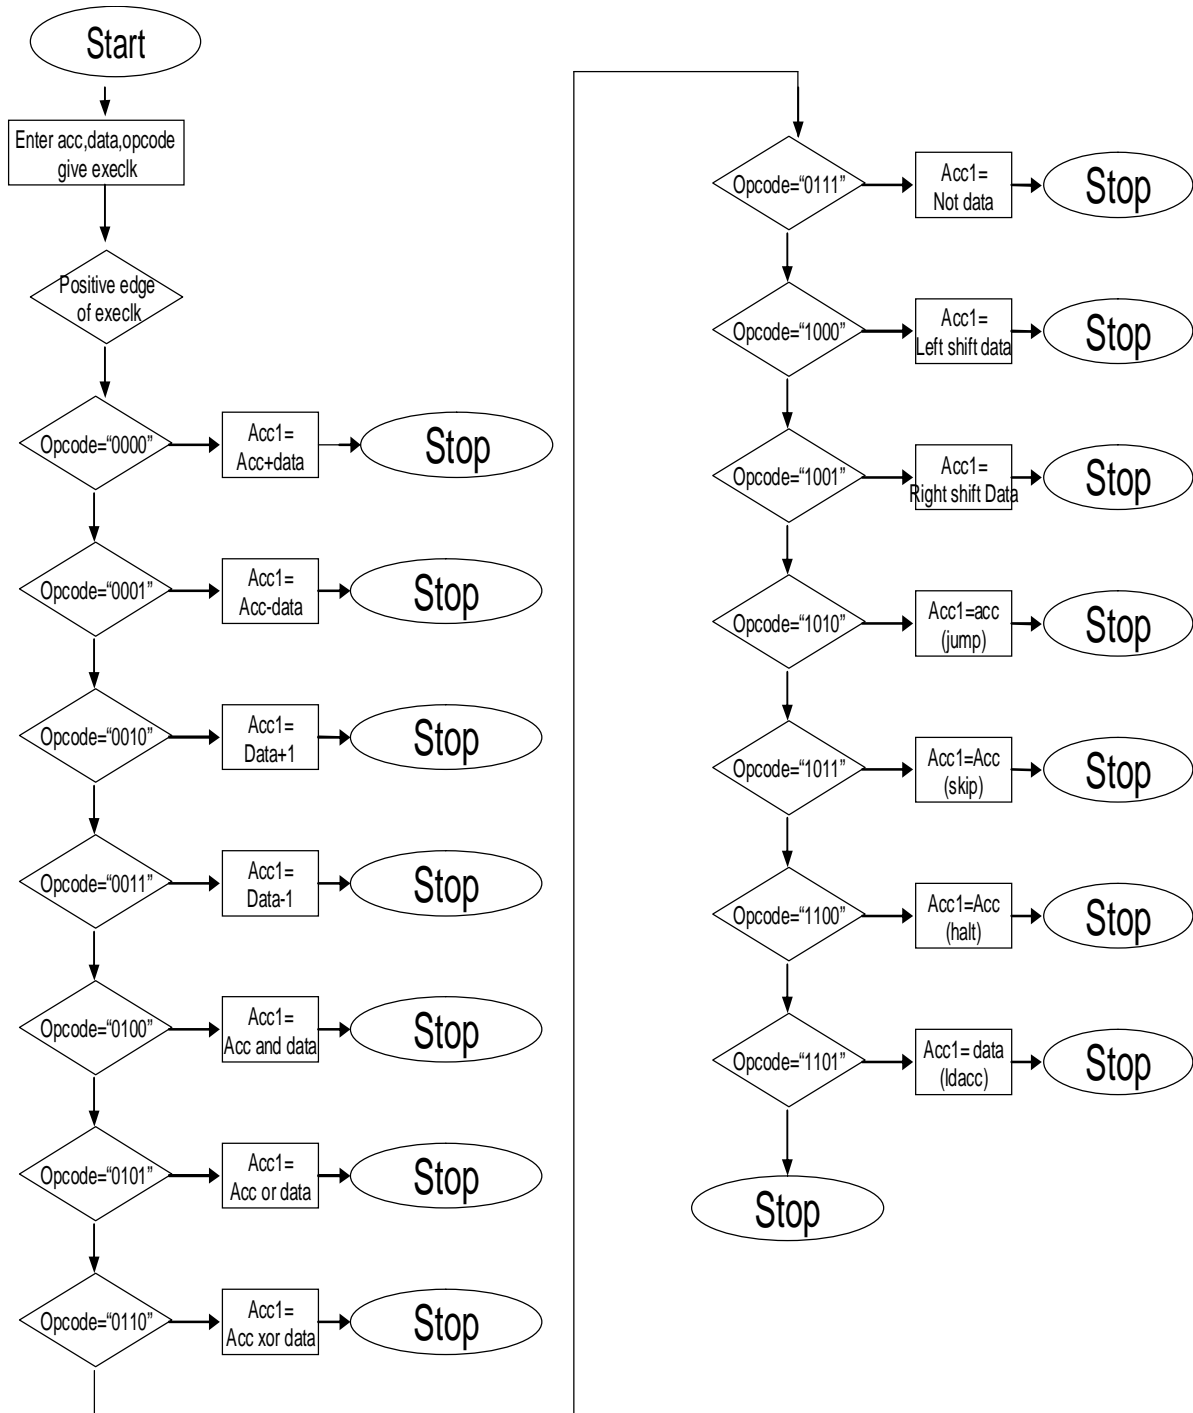 Start
Enter acc,data,opcode
give execlk
Positive edge
of execlk
Opcode="0000"
Acc1=
Acc+data
Stop
Opcode="0001"
Acc1=
Acc-data
Stop
Opcode="0010"
Acc1=
Data+1
Stop
Opcode="0011"
Acc1=
Data-1
Stop
Opcode="0100"
Acc1=
Acc and data
Stop
Opcode="0101"
Acc1=
Acc or data
Stop
Opcode="0110"
Acc1=
Acc xor data
Stop
Opcode="0111"
Acc1=
Not data
Stop
Opcode="1000"
Acc1=
Left shift data
Stop
Opcode="1001"
Acc1=
Right shift Data
Stop
Opcode="1010"
Acc1=acc
(jump)
Stop
Opcode="1011"
Acc1=Acc
(skip)
Stop
Opcode="1100"
Acc1=Acc
(halt)
Stop
Opcode="1101"
Acc1= data
(ldacc)
Stop
Stop